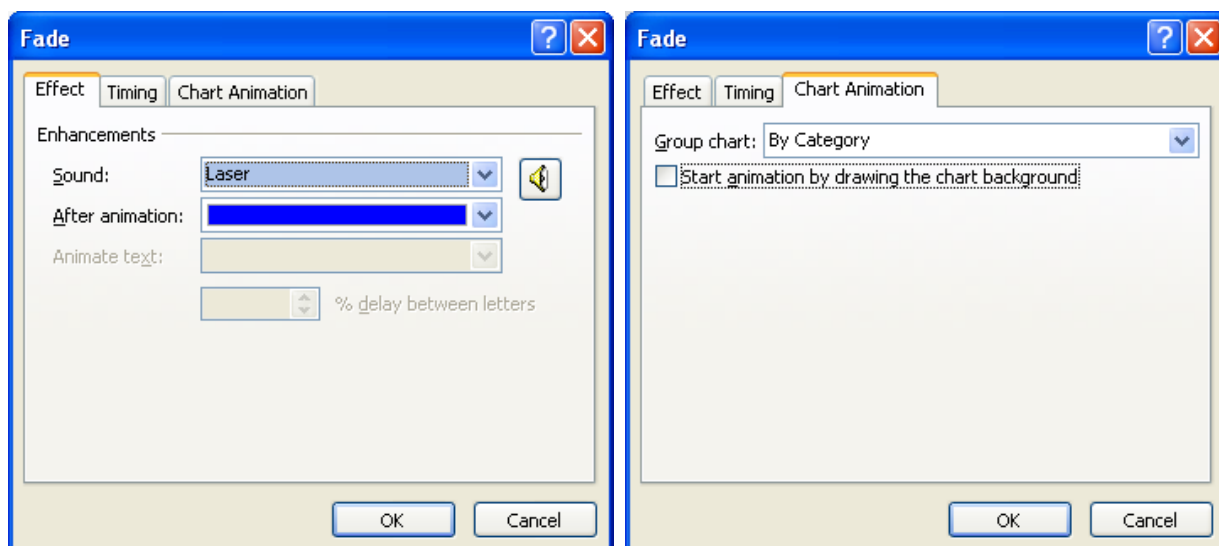 Fade
Effect Timing Chart Animation
Enhancements
Sound: Laser
After animation:
Animate text:
% delay between letters
OK Cancel
Fade
Effect Timing Chart Animation
Group chart: By Category
Start animation by drawing the chart background
OK Cancel